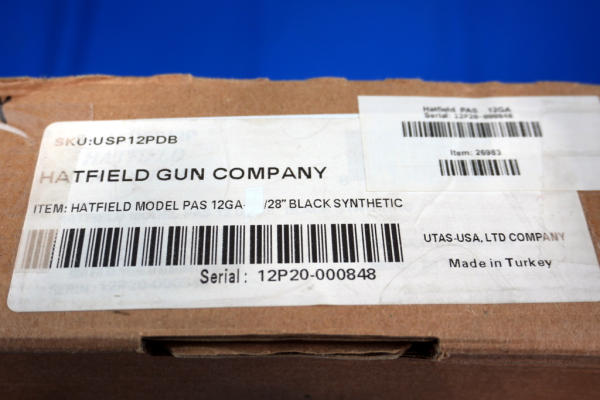 Hatfield PAS 12GA
Serial: 12P20-000848
Item: 26983
SKU:USP12PDB
HATFIELD GUN COMPANY
ITEM: HATFIELD MODEL PAS 12GA- /28" BLACK SYNTHETIC
UTAS-USA, LTD COMPANY
Serial: 12P20-000848
Made in Turkey